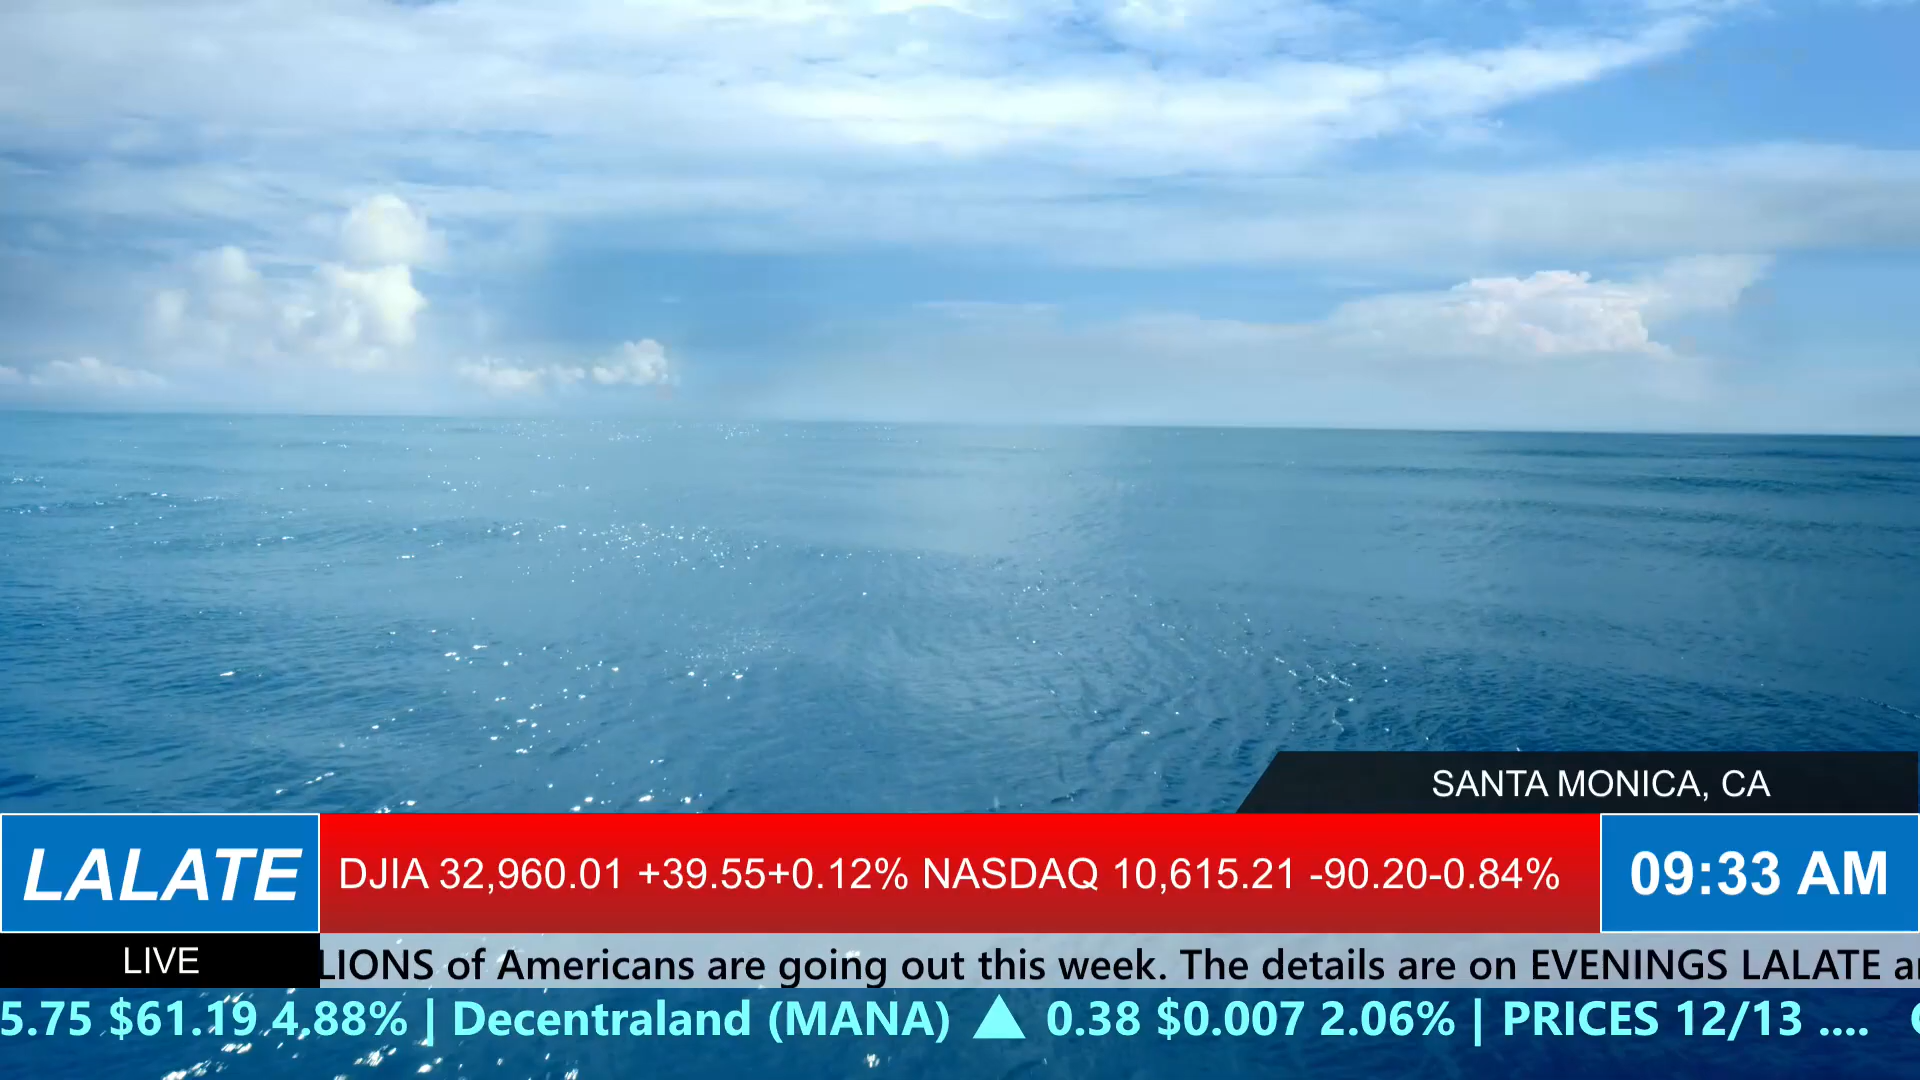 SANTA MONICA, CA
LALATE
DJIA 32,960.01 +39.55+0.12% NASDAQ 10,615.21 -90.20-0.84%
09:33 AM
LIVE
LIONS of Americans are going out this week. The details are on EVENINGS LALATE
5.75 $61.19 4.88% | Decentraland (MANA) ▲ 0.38 $0.007 2.06% | PRICES 12/13 ....